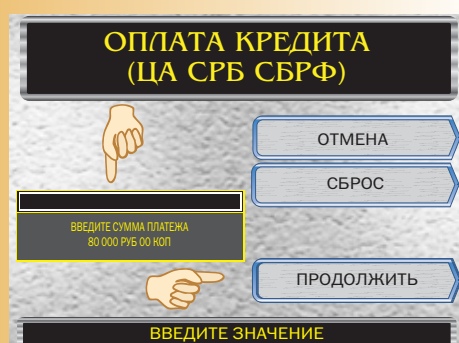 ОПЛАТА КРЕДИТА
(ЦА СРБ СБРФ)
ОТМЕНА
СБРОС
ВВЕДИТЕ СУММА ПЛАТЕЖА
80 000 РУБ 00 КОП
ПРОДОЛЖИТЬ
ВВЕДИТЕ ЗНАЧЕНИЕ